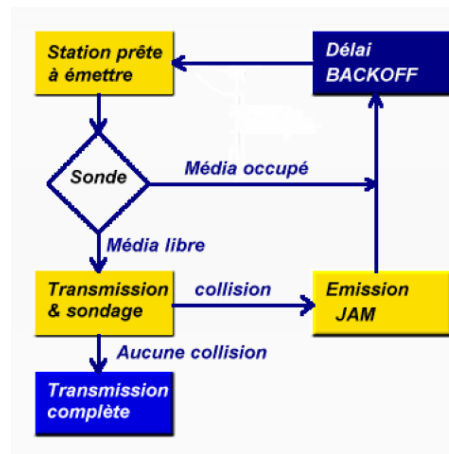 Station prête
à émettre
Délai
BACKOFF
Sonde
Média occupé
Média libre
Transmission
& sondage
collision
Emission
JAM
Aucune collision
Transmission
complète